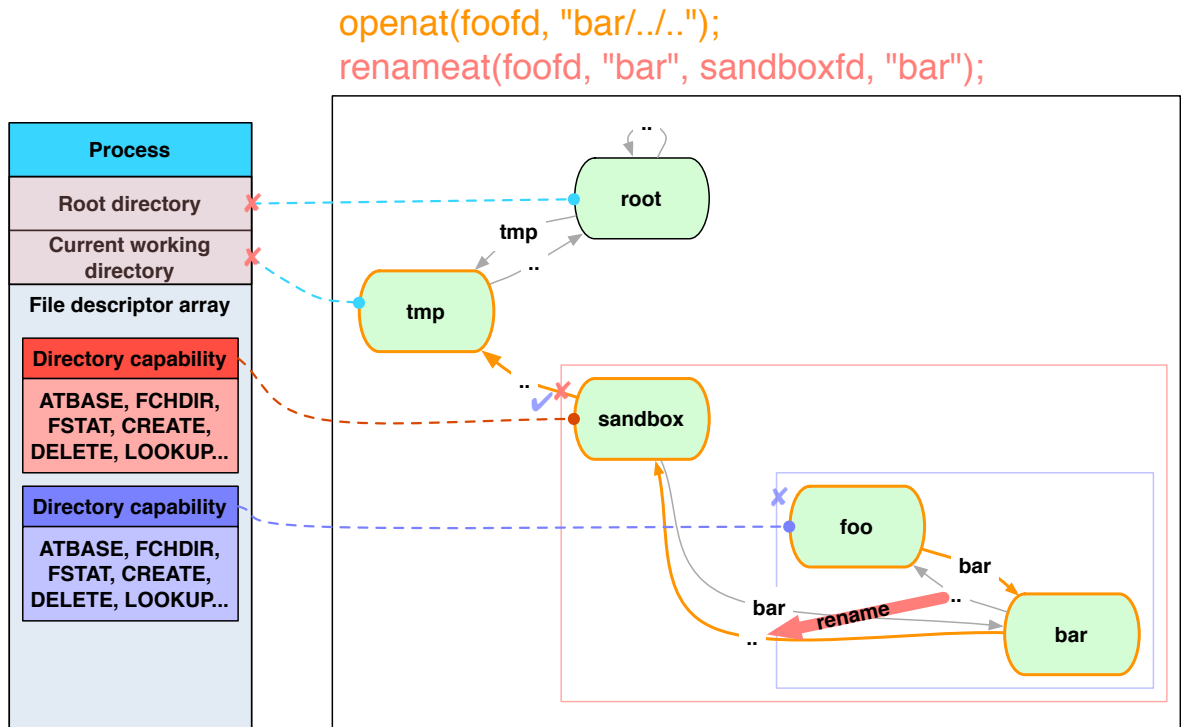 openat(foofd, "bar/../..");
renameat(foofd, "bar", sandboxfd, "bar");
Process
Root directory
Current working
directory
File descriptor array
Directory capability
ATBASE, FCHDIR,
FSTAT, CREATE,
DELETE, LOOKUP...
Directory capability
ATBASE, FCHDIR,
FSTAT, CREATE,
DELETE, LOOKUP...
..
root
tmp
..
tmp
..
sandbox
foo
bar
..
bar
rename
..
bar